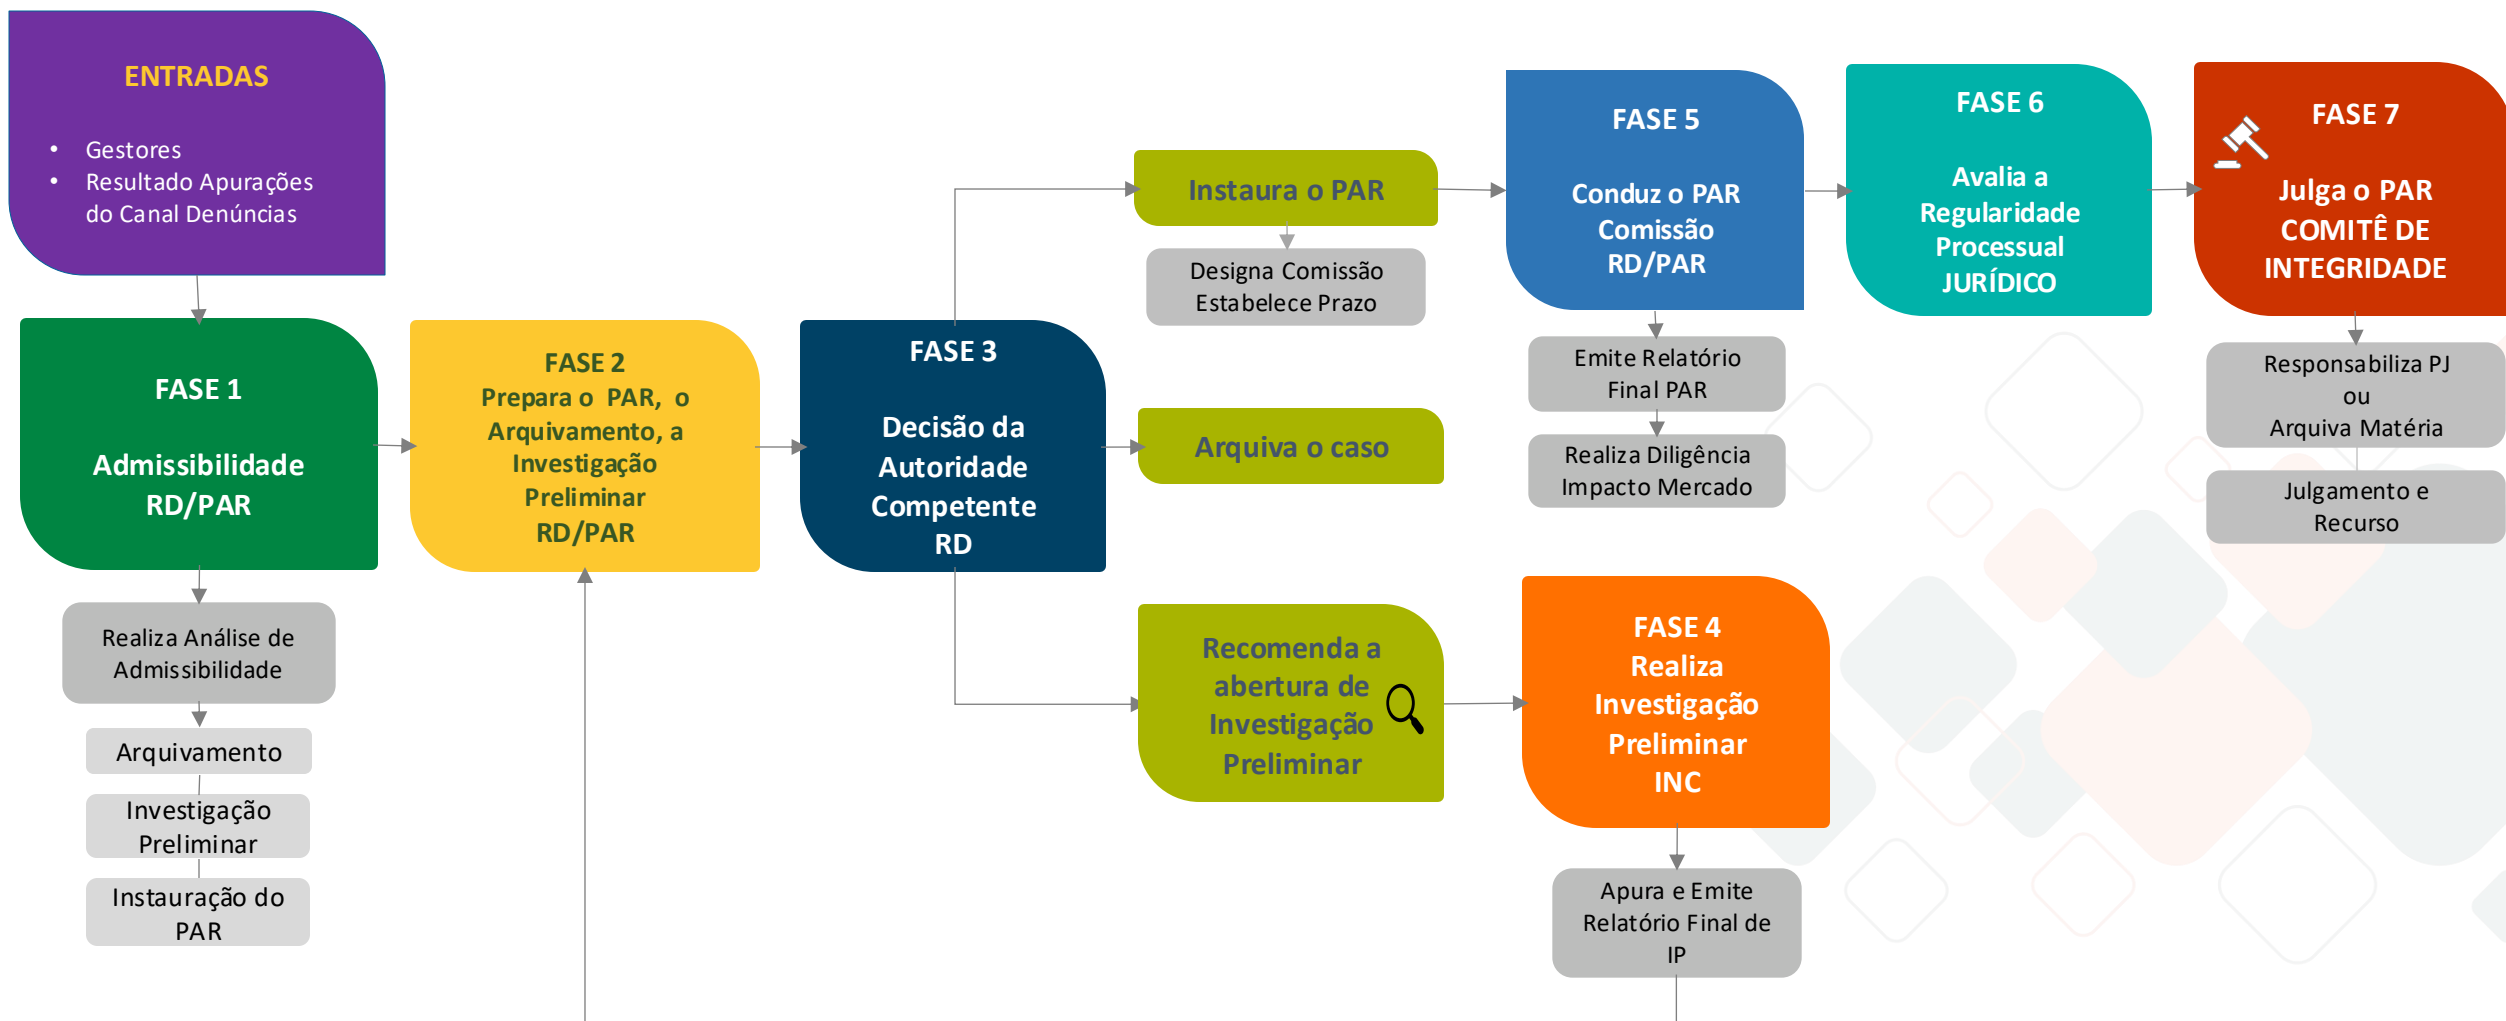 ENTRADAS
• Gestores
• Resultado Apurações
do Canal Denúncias
FASE 1
Admissibilidade
RD/PAR
Realiza Análise de
Admissibilidade
Arquivamento
Investigação
Preliminar
Instauração do
PAR
FASE 2
Prepara o PAR, o
Arquivamento, a
Investigação
Preliminar
RD/PAR
FASE 3
Decisão da
Autoridade
Competente
RD
Instaura o PAR
Designa Comissão
Estabelece Prazo
Arquiva o caso
Recomenda a
abertura de
Investigação
Preliminar
FASE 4
Realiza
Investigação
Preliminar
INC
Apura e Emite
Relatório Final de
IP
FASE 5
Conduz o PAR
Comissão
RD/PAR
Emite Relatório
Final PAR
Realiza Diligência
Impacto Mercado
FASE 6
Avalia a
Regularidade
Processual
JURÍDICO
FASE 7
Julga o PAR
COMITÊ DE
INTEGRIDADE
Responsabiliza PJ
ou
Arquiva Matéria
Julgamento e
Recurso